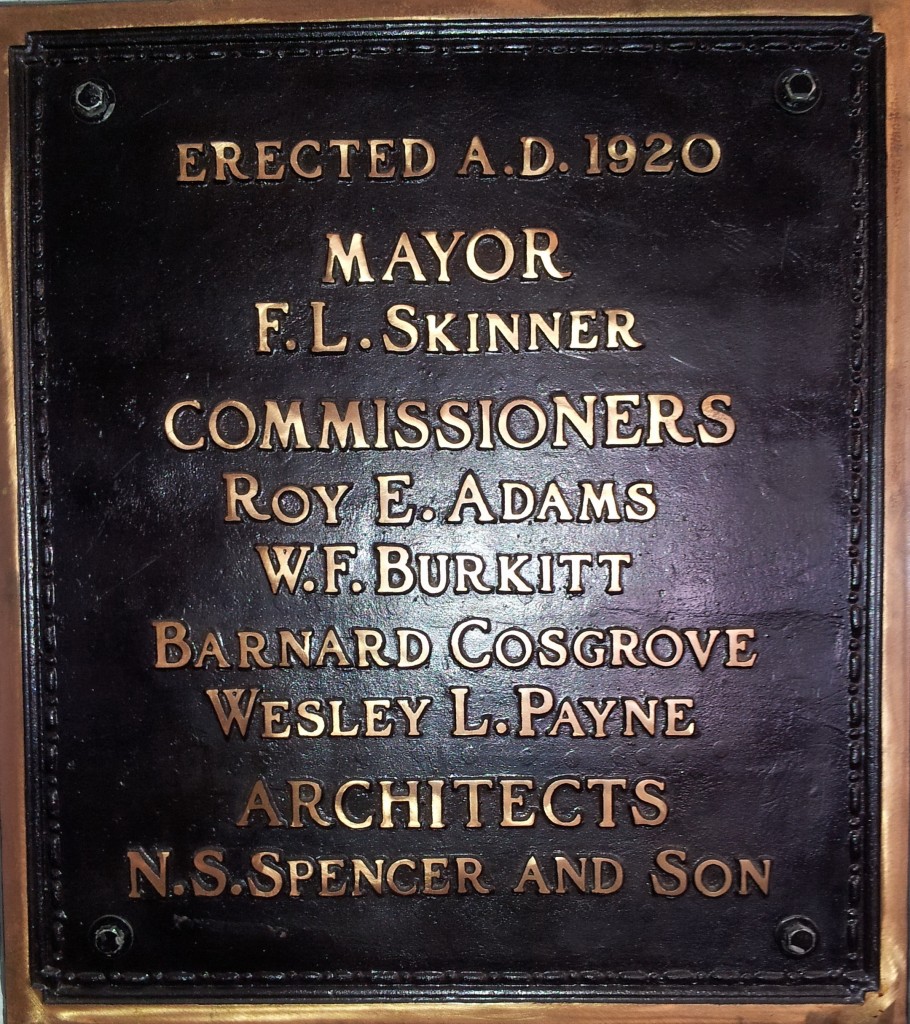 ERECTED A.D. 1920
MAYOR
F. L. SKINNER
COMMISSIONERS
ROY E. ADAMS
W. F. BURKITT
BARNARD COSGROVE
WESLEY L. PAYNE
ARCHITECTS
N. S. SPENCER AND SON